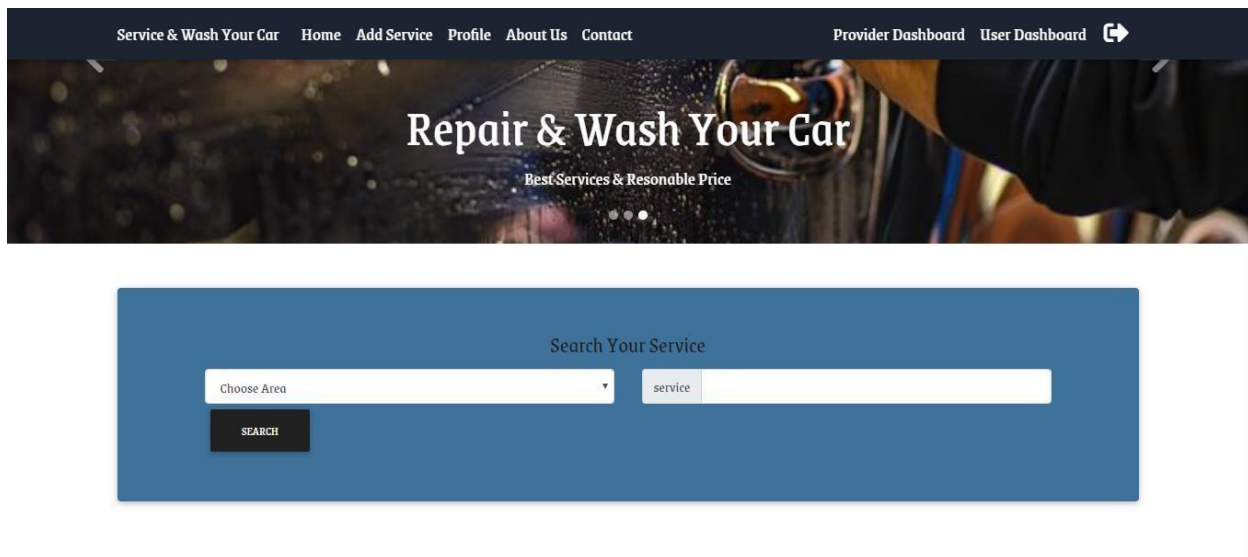 Service & Wash Your Car Home Add Service Profile About Us Contact Provider Dashboard User Dashboard
Repair & Wash Your Car
Best Services & Resonable Price
Search Your Service
Choose Area service
SEARCH